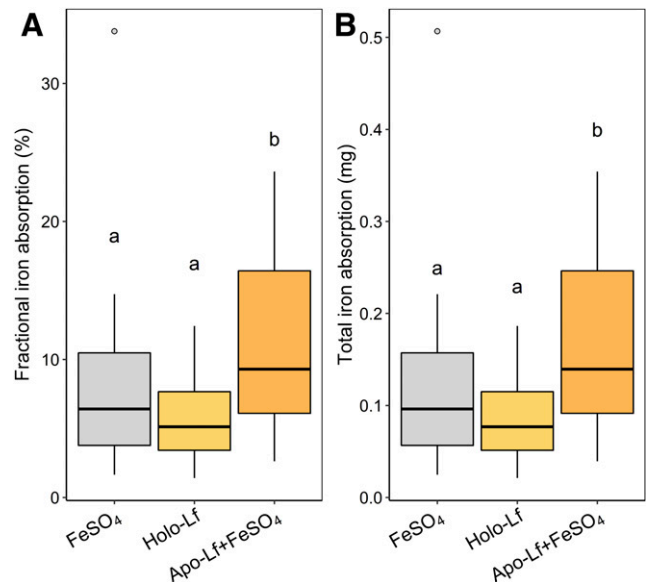 A
Fractional iron absorption (%)
30
20
10
0
a
a
b
FeSO₄
Holo-Lf
Apo-Lf+FeSO₄
B
Total iron absorption (mg)
0.5
0.4
0.3
0.2
0.1
0.0
a
a
b
FeSO₄
Holo-Lf
Apo-Lf+FeSO₄